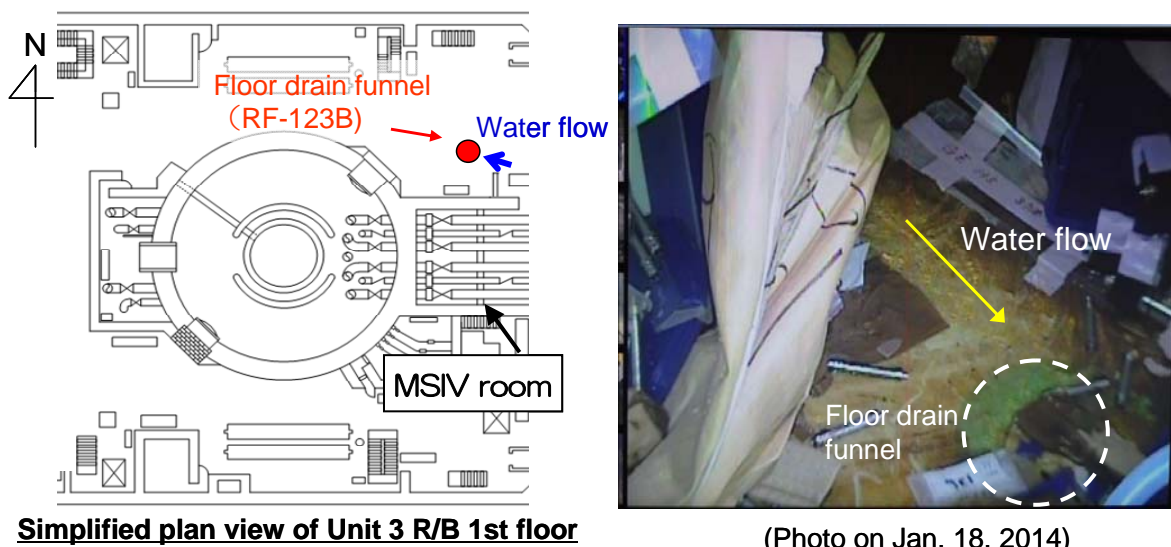 N
Floor drain funnel
（RF-123B)
Water flow
MSIV room
Simplified plan view of Unit 3 R/B 1st floor
Water flow
Floor drain
funnel
(Photo on Jan. 18, 2014)